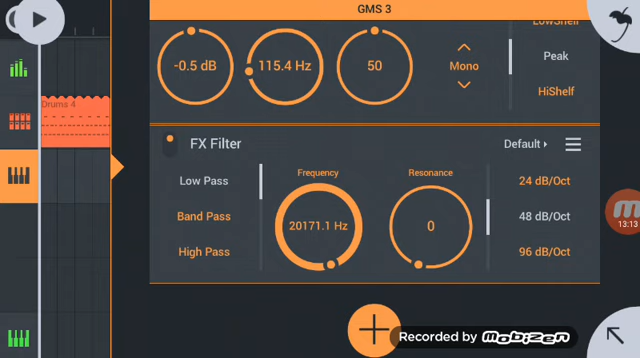 GMS 3
LowShelf
-0.5 dB
115.4 Hz
50
Mono
Peak
HiShelf
Drums 4
FX Filter
Default
Low Pass
Frequency
Resonance
24 dB/Oct
Band Pass
20171.1 Hz
0
48 dB/Oct
High Pass
96 dB/Oct
13:13
Recorded by MOBIZEN